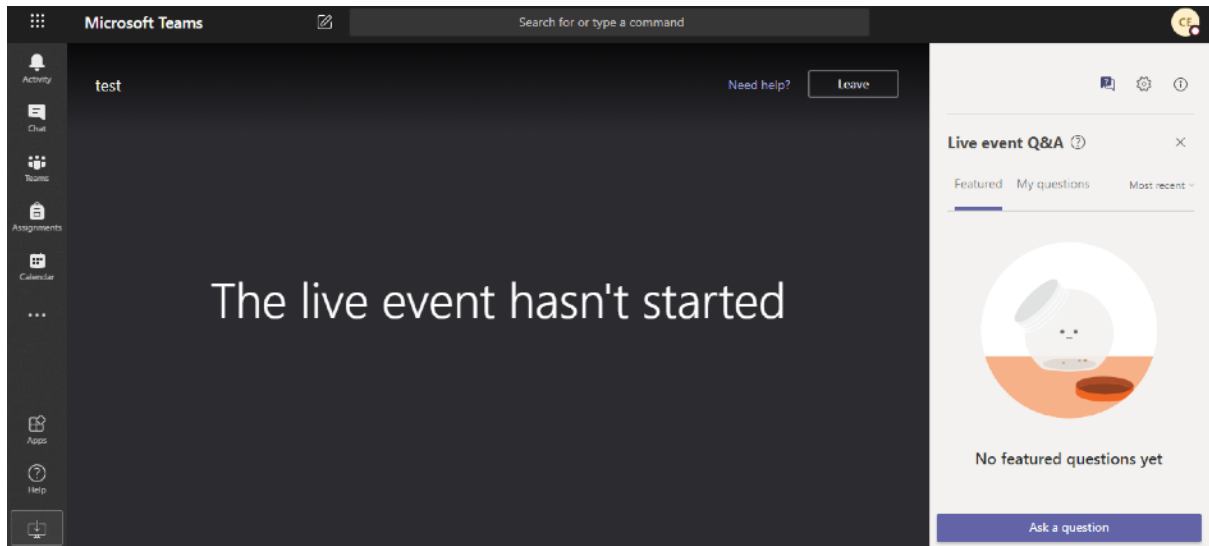 Microsoft Teams
Search for or type a command
CE
Activity
Chat
Teams
Assignments
Calendar
Apps
Help
test
Need help?
Leave
The live event hasn't started
Live event Q&A
Featured My questions Most recent
No featured questions yet
Ask a question